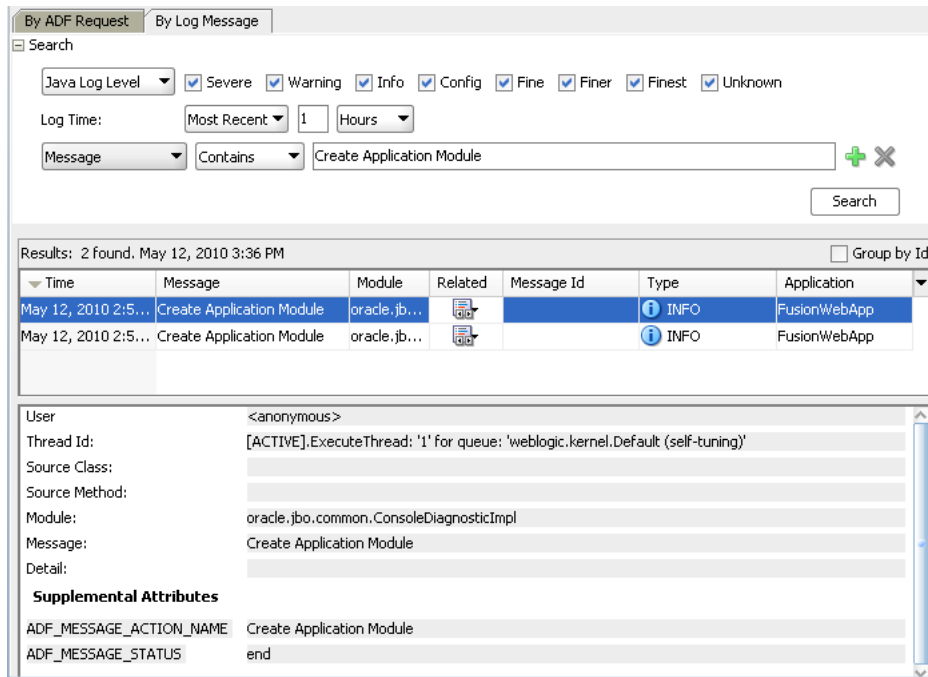 By ADF Request By Log Message
Search
Java Log Level Severe Warning Info Config Fine Finer Finest Unknown
Log Time: Most Recent 1 Hours
Message Contains Create Application Module
Search
Results: 2 found. May 12, 2010 3:36 PM Group by Id
Time Message Module Related Message Id Type Application
May 12, 2010 2:5... Create Application Module oracle.jb... INFO FusionWebApp
May 12, 2010 2:5... Create Application Module oracle.jb... INFO FusionWebApp
User <anonymous>
Thread Id: [ACTIVE].ExecuteThread: '1' for queue: 'weblogic.kernel.Default (self-tuning)'
Source Class:
Source Method:
Module: oracle.jbo.common.ConsoleDiagnosticImpl
Message: Create Application Module
Detail:
Supplemental Attributes
ADF_MESSAGE_ACTION_NAME Create Application Module
ADF_MESSAGE_STATUS end